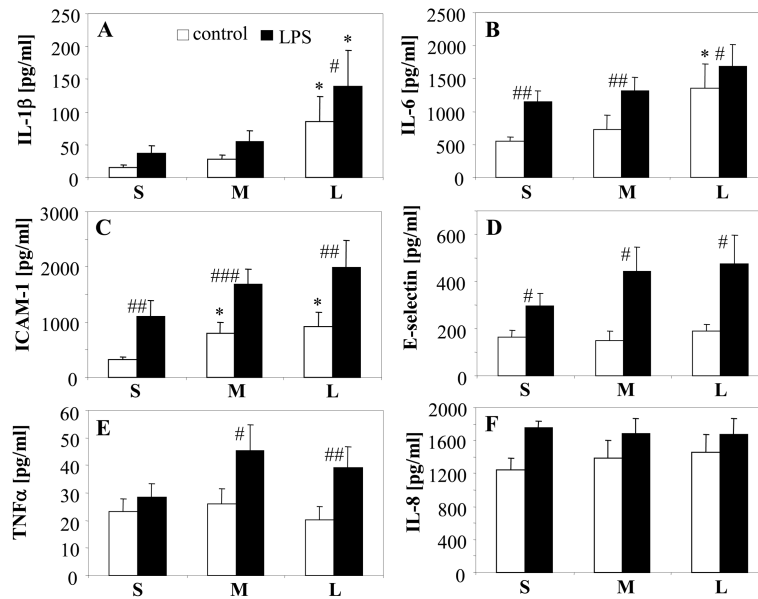 A
control
LPS
IL-1β [pg/ml]
250
200
150
100
50
0
*
#
*
S M L
B
IL-6 [pg/ml]
2500
2000
1500
1000
500
0
##
##
* #
S M L
C
ICAM-1 [pg/ml]
3000
2000
1000
0
##
###
*
##
*
S M L
D
E-selectin [pg/ml]
600
400
200
0
#
#
#
S M L
E
TNFα [pg/ml]
60
50
40
30
20
10
0
#
##
S M L
F
IL-8 [pg/ml]
2000
1600
1200
800
400
0
S M L